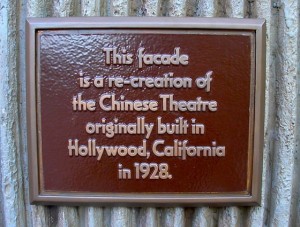 This facade
is a re-creation of
the Chinese Theatre
originally built in
Hollywood, California
in 1928.